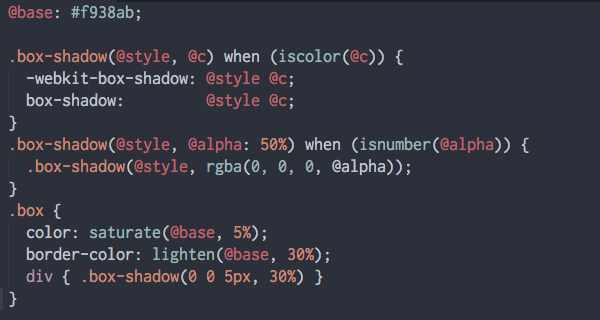 @base: #f938ab;

.box-shadow(@style, @c) when (iscolor(@c)) {
  -webkit-box-shadow: @style @c;
  box-shadow:         @style @c;
}
.box-shadow(@style, @alpha: 50%) when (isnumber(@alpha)) {
  .box-shadow(@style, rgba(0, 0, 0, @alpha));
}
.box {
  color: saturate(@base, 5%);
  border-color: lighten(@base, 30%);
  div { .box-shadow(0 0 5px, 30%) }
}